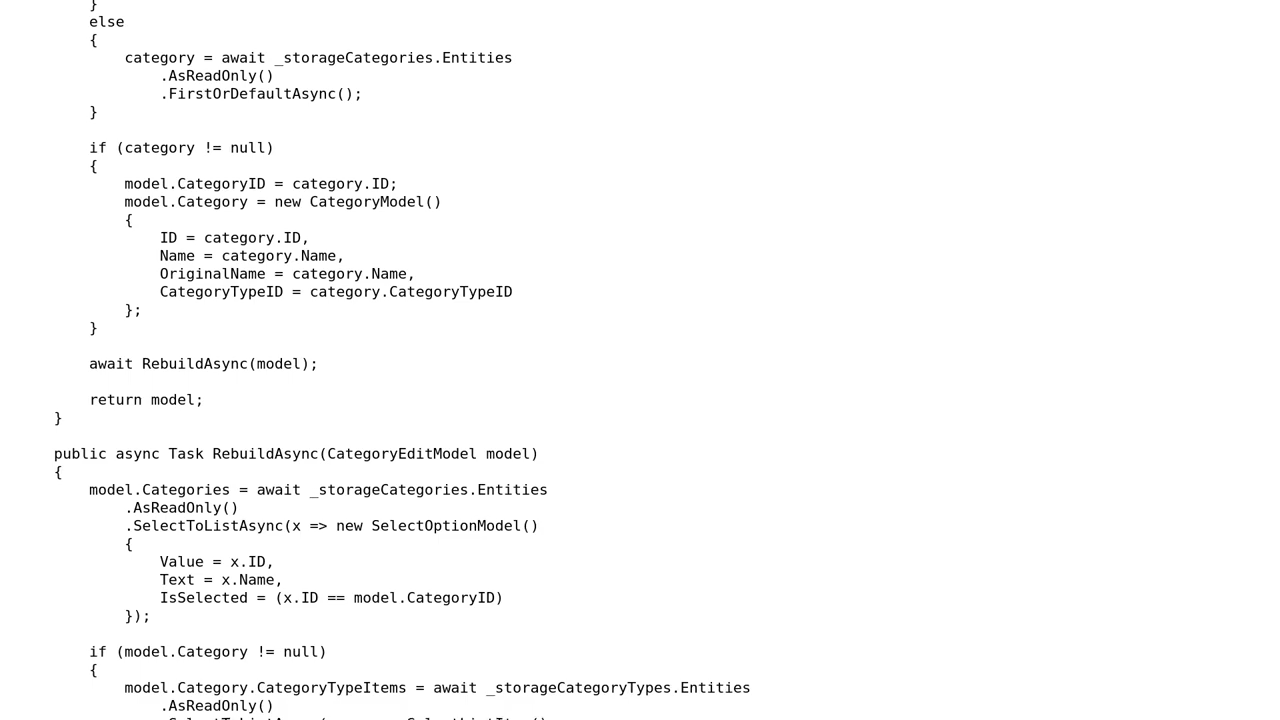 }
else
{
category = await _storageCategories.Entities
.AsReadOnly()
.FirstOrDefaultAsync();
}
if (category != null)
{
model.CategoryID = category.ID;
model.Category = new CategoryModel()
{
ID = category.ID,
Name = category.Name,
OriginalName = category.Name,
CategoryTypeID = category.CategoryTypeID
};
}
await RebuildAsync(model);
return model;
}
public async Task RebuildAsync(CategoryEditModel model)
{
model.Categories = await _storageCategories.Entities
.AsReadOnly()
.SelectToListAsync(x => new SelectOptionModel()
{
Value = x.ID,
Text = x.Name,
IsSelected = (x.ID == model.CategoryID)
});
if (model.Category != null)
{
model.Category.CategoryTypeItems = await _storageCategoryTypes.Entities
.AsReadOnly()